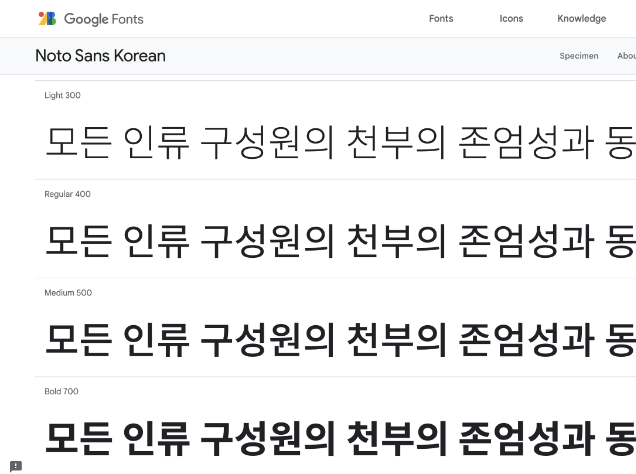 Google Fonts
Fonts Icons Knowledge
Noto Sans Korean
Specimen
Light 300
모든 인류 구성원의 천부의 존엄성과 동
Regular 400
모든 인류 구성원의 천부의 존엄성과 동
Medium 500
모든 인류 구성원의 천부의 존엄성과 동
Bold 700
모든 인류 구성원의 천부의 존엄성과